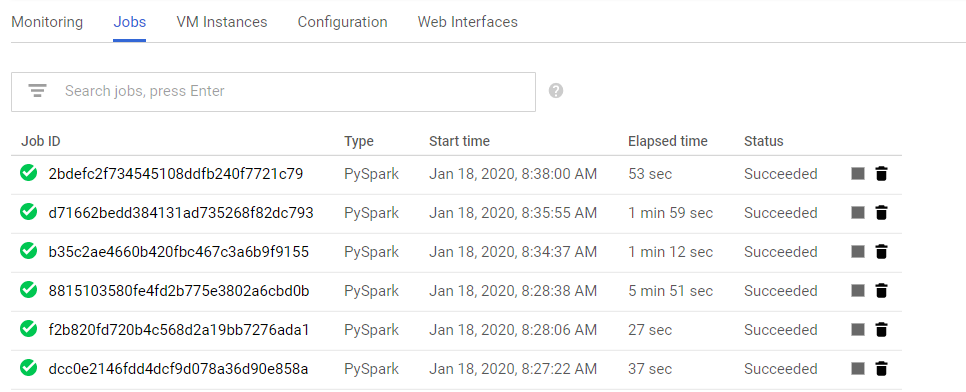 Monitoring Jobs VM Instances Configuration Web Interfaces
Search jobs, press Enter
Job ID Type Start time Elapsed time Status
2bdefc2f734545108ddfb240f7721c79 PySpark Jan 18, 2020, 8:38:00 AM 53 sec Succeeded
d71662bedd384131ad735268f82dc793 PySpark Jan 18, 2020, 8:35:55 AM 1 min 59 sec Succeeded
b35c2ae4660b420fbc467c3a6b9f9155 PySpark Jan 18, 2020, 8:34:37 AM 1 min 12 sec Succeeded
8815103580fe4fd2b775e3802a6cbd0b PySpark Jan 18, 2020, 8:28:38 AM 5 min 51 sec Succeeded
f2b820fd720b4c568d2a19bb7276ada1 PySpark Jan 18, 2020, 8:28:06 AM 27 sec Succeeded
dcc0e2146fdd4dcf9d078a36d90e858a PySpark Jan 18, 2020, 8:27:22 AM 37 sec Succeeded